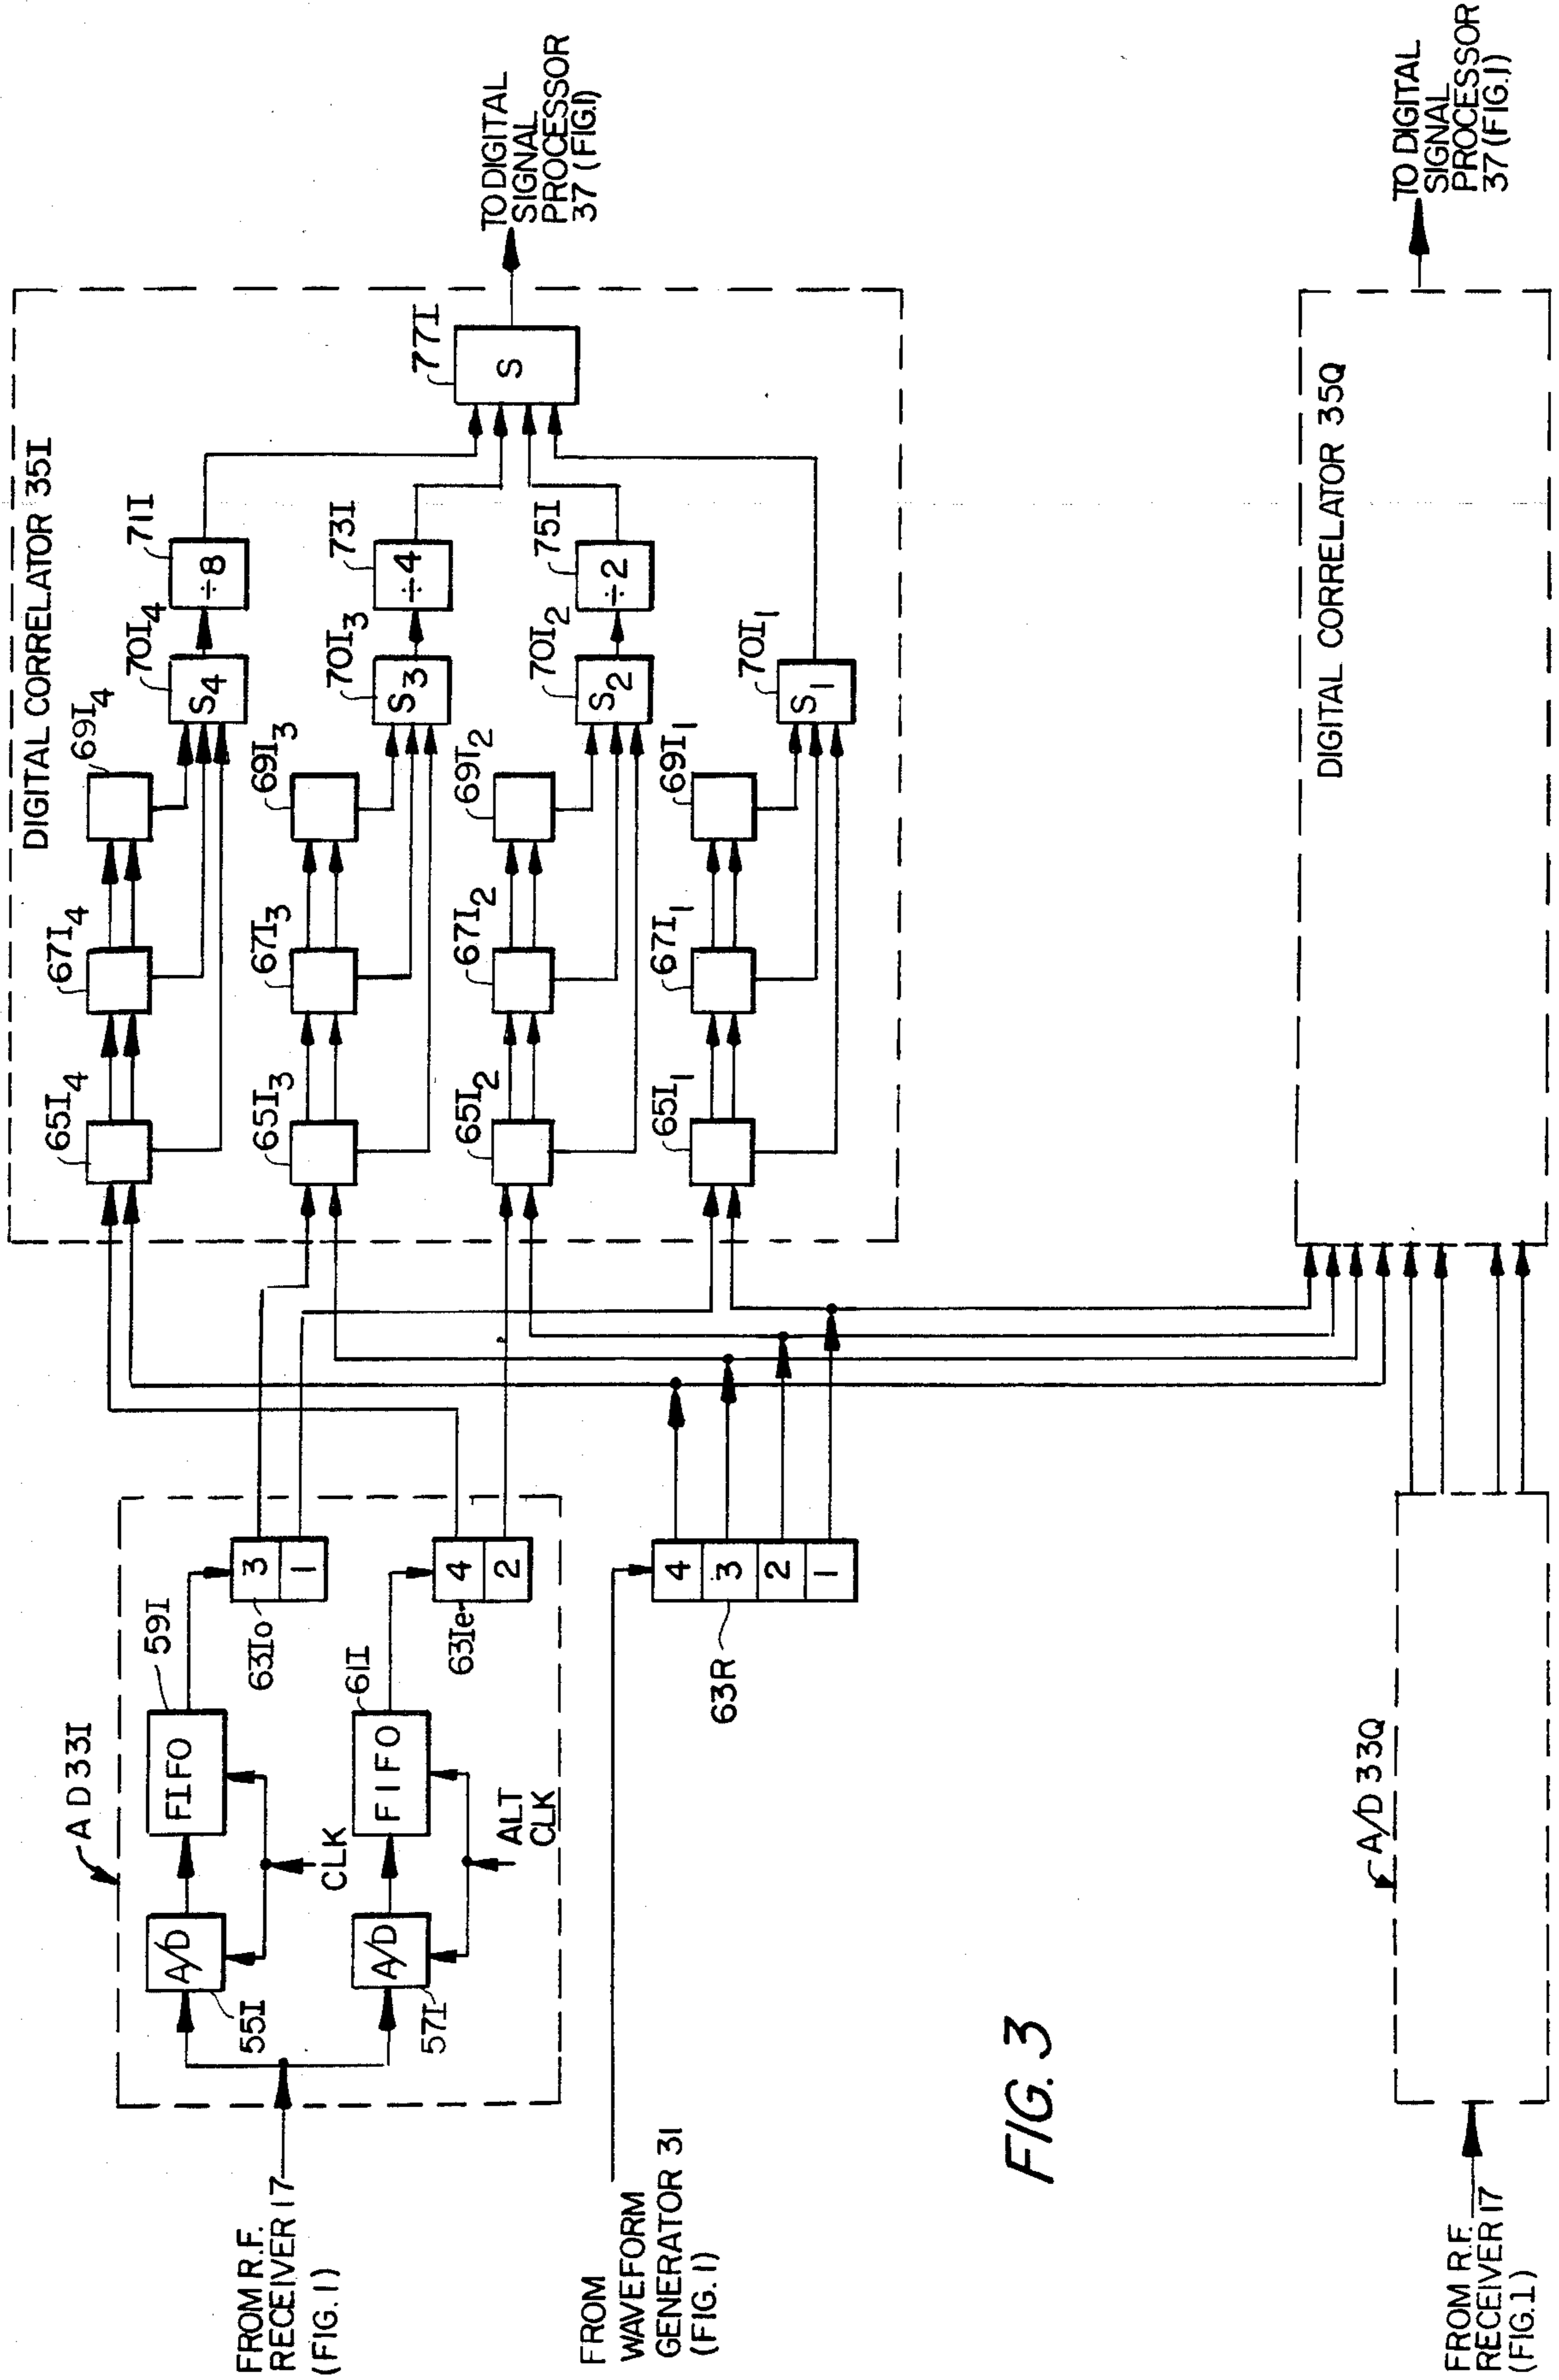 DIGITAL CORRELATOR 35I
65I4
67I4
69I4
70I4
S4
71I
÷8
65I3
67I3
69I3
70I3
S3
73I
÷4
65I2
67I2
69I2
70I2
S2
75I
÷2
65I1
67I1
69I1
70I1
S1
77I
S
TO DIGITAL
SIGNAL
PROCESSOR
37 (FIG.1)
A D 33I
FROM R.F.
RECEIVER 17
(FIG. 1)
A/D
55I
FIFO
59I
CLK
3
1
63Io
A/D
57I
FIFO
61I
ALT
CLK
4
2
63Ie
FROM
WAVEFORM
GENERATOR 31
(FIG. 1)
4
3
2
1
63R
FIG. 3
A/D 33Q
FROM R.F.
RECEIVER 17
(FIG.1)
DIGITAL CORRELATOR 35Q
TO DIGITAL
SIGNAL
PROCESSOR
37 (FIG.1)